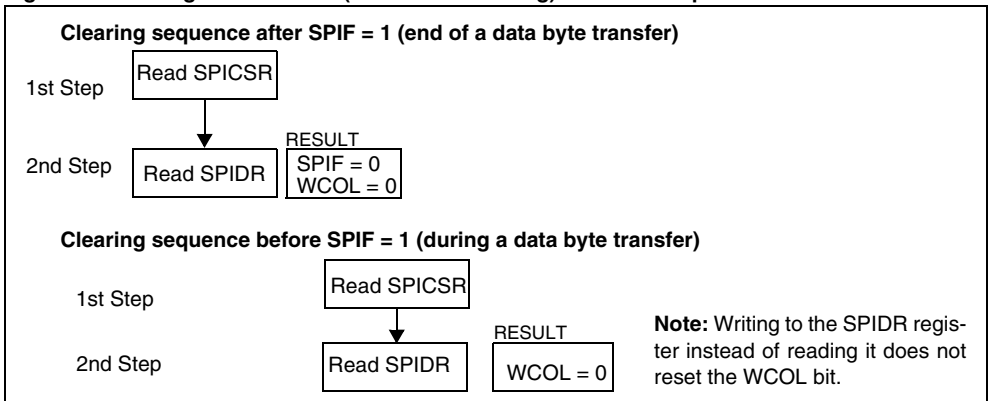 Clearing sequence after SPIF = 1 (end of a data byte transfer)
1st Step
Read SPICSR
2nd Step
Read SPIDR
RESULT
SPIF = 0
WCOL = 0
Clearing sequence before SPIF = 1 (during a data byte transfer)
1st Step
Read SPICSR
2nd Step
Read SPIDR
RESULT
WCOL = 0
Note: Writing to the SPIDR regis-
ter instead of reading it does not
reset the WCOL bit.